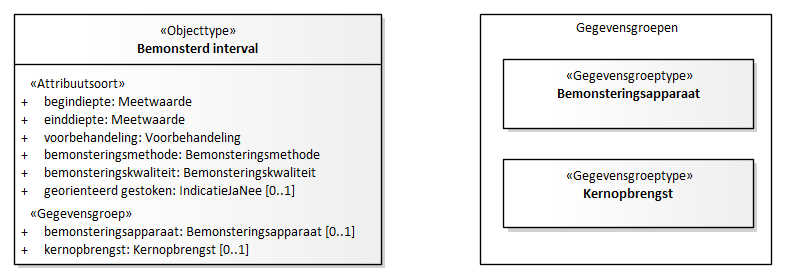 «Objecttype»
Bemonsterd interval
«Attribuutsoort»
+ begindiepte: Meetwaarde
+ einddiepte: Meetwaarde
+ voorbehandeling: Voorbehandeling
+ bemonsteringsmethode: Bemonsteringsmethode
+ bemonsteringskwaliteit: Bemonsteringskwaliteit
+ georienteerd gestoken: IndicatieJaNee [0..1]
«Gegevensgroep»
+ bemonsteringsapparaat: Bemonsteringsapparaat [0..1]
+ kernopbrengst: Kernopbrengst [0..1]
Gegevensgroepen
«Gegevensgroeptype»
Bemonsteringsapparaat
«Gegevensgroeptype»
Kernopbrengst